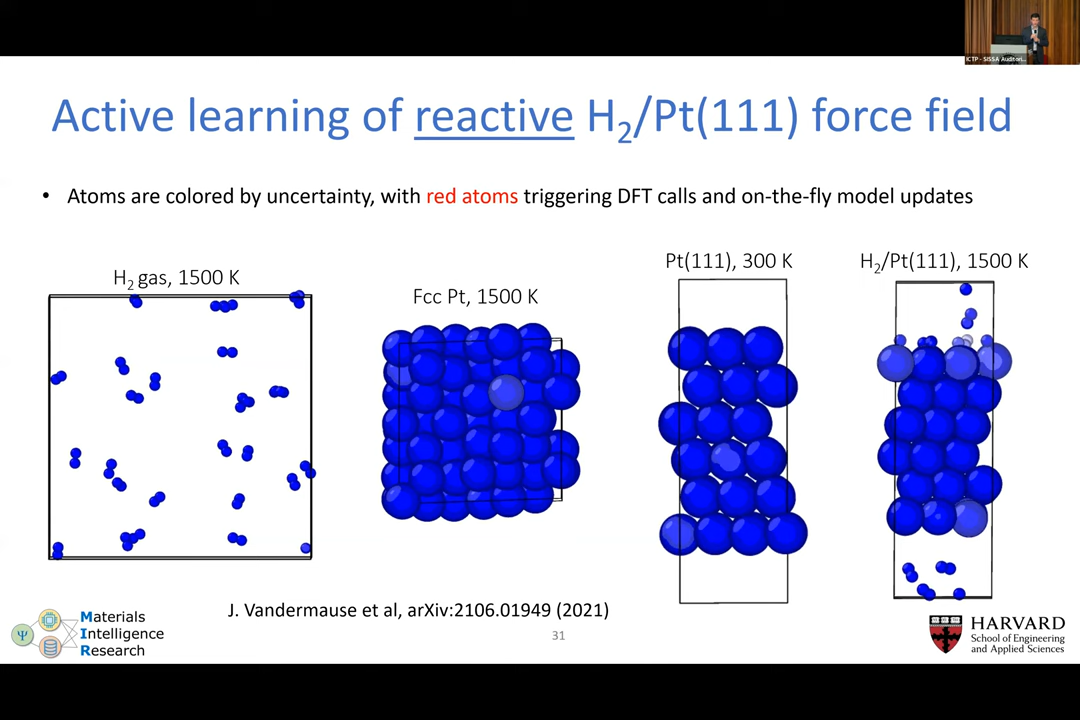 ICTP - SISSA Auditori...
Active learning of reactive H₂/Pt(111) force field
• Atoms are colored by uncertainty, with red atoms triggering DFT calls and on-the-fly model updates
H₂ gas, 1500 K
Fcc Pt, 1500 K
Pt(111), 300 K
H₂/Pt(111), 1500 K
J. Vandermause et al, arXiv:2106.01949 (2021)
31
Ψ
Materials
Intelligence
Research
HARVARD
School of Engineering
and Applied Sciences